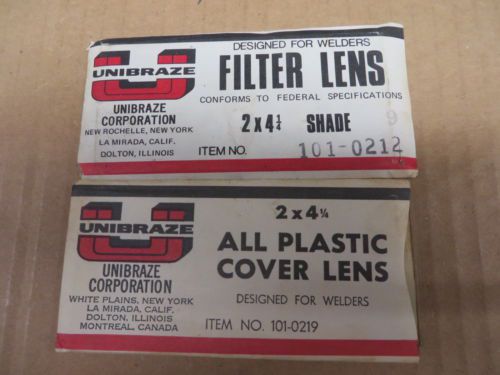 UNIBRAZE
UNIBRAZE
CORPORATION
NEW ROCHELLE, NEW YORK
LA MIRADA, CALIF.
DOLTON, ILLINOIS
DESIGNED FOR WELDERS
FILTER LENS
CONFORMS TO FEDERAL SPECIFICATIONS
2 x 4¼ SHADE 9
ITEM NO. 101-0212
UNIBRAZE
UNIBRAZE
CORPORATION
WHITE PLAINS, NEW YORK
LA MIRADA, CALIF.
DOLTON, ILLINOIS
MONTREAL, CANADA
2 x 4¼
ALL PLASTIC
COVER LENS
DESIGNED FOR WELDERS
ITEM NO. 101-0219